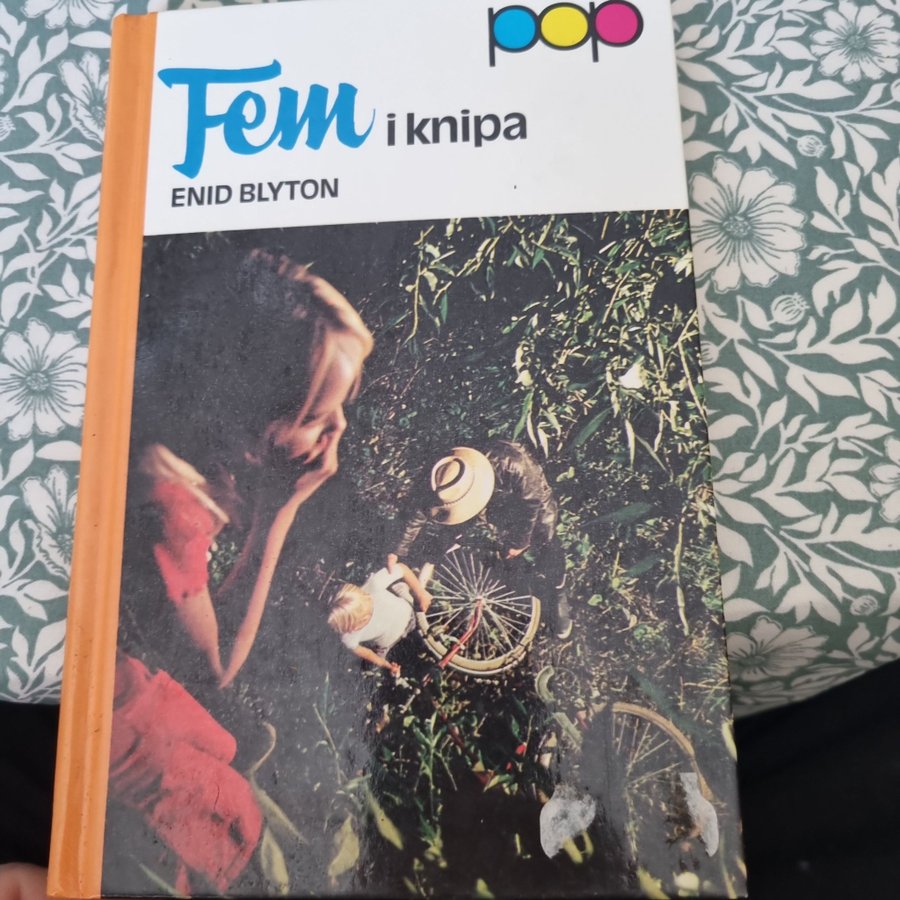 pop
Fem i knipa
ENID BLYTON